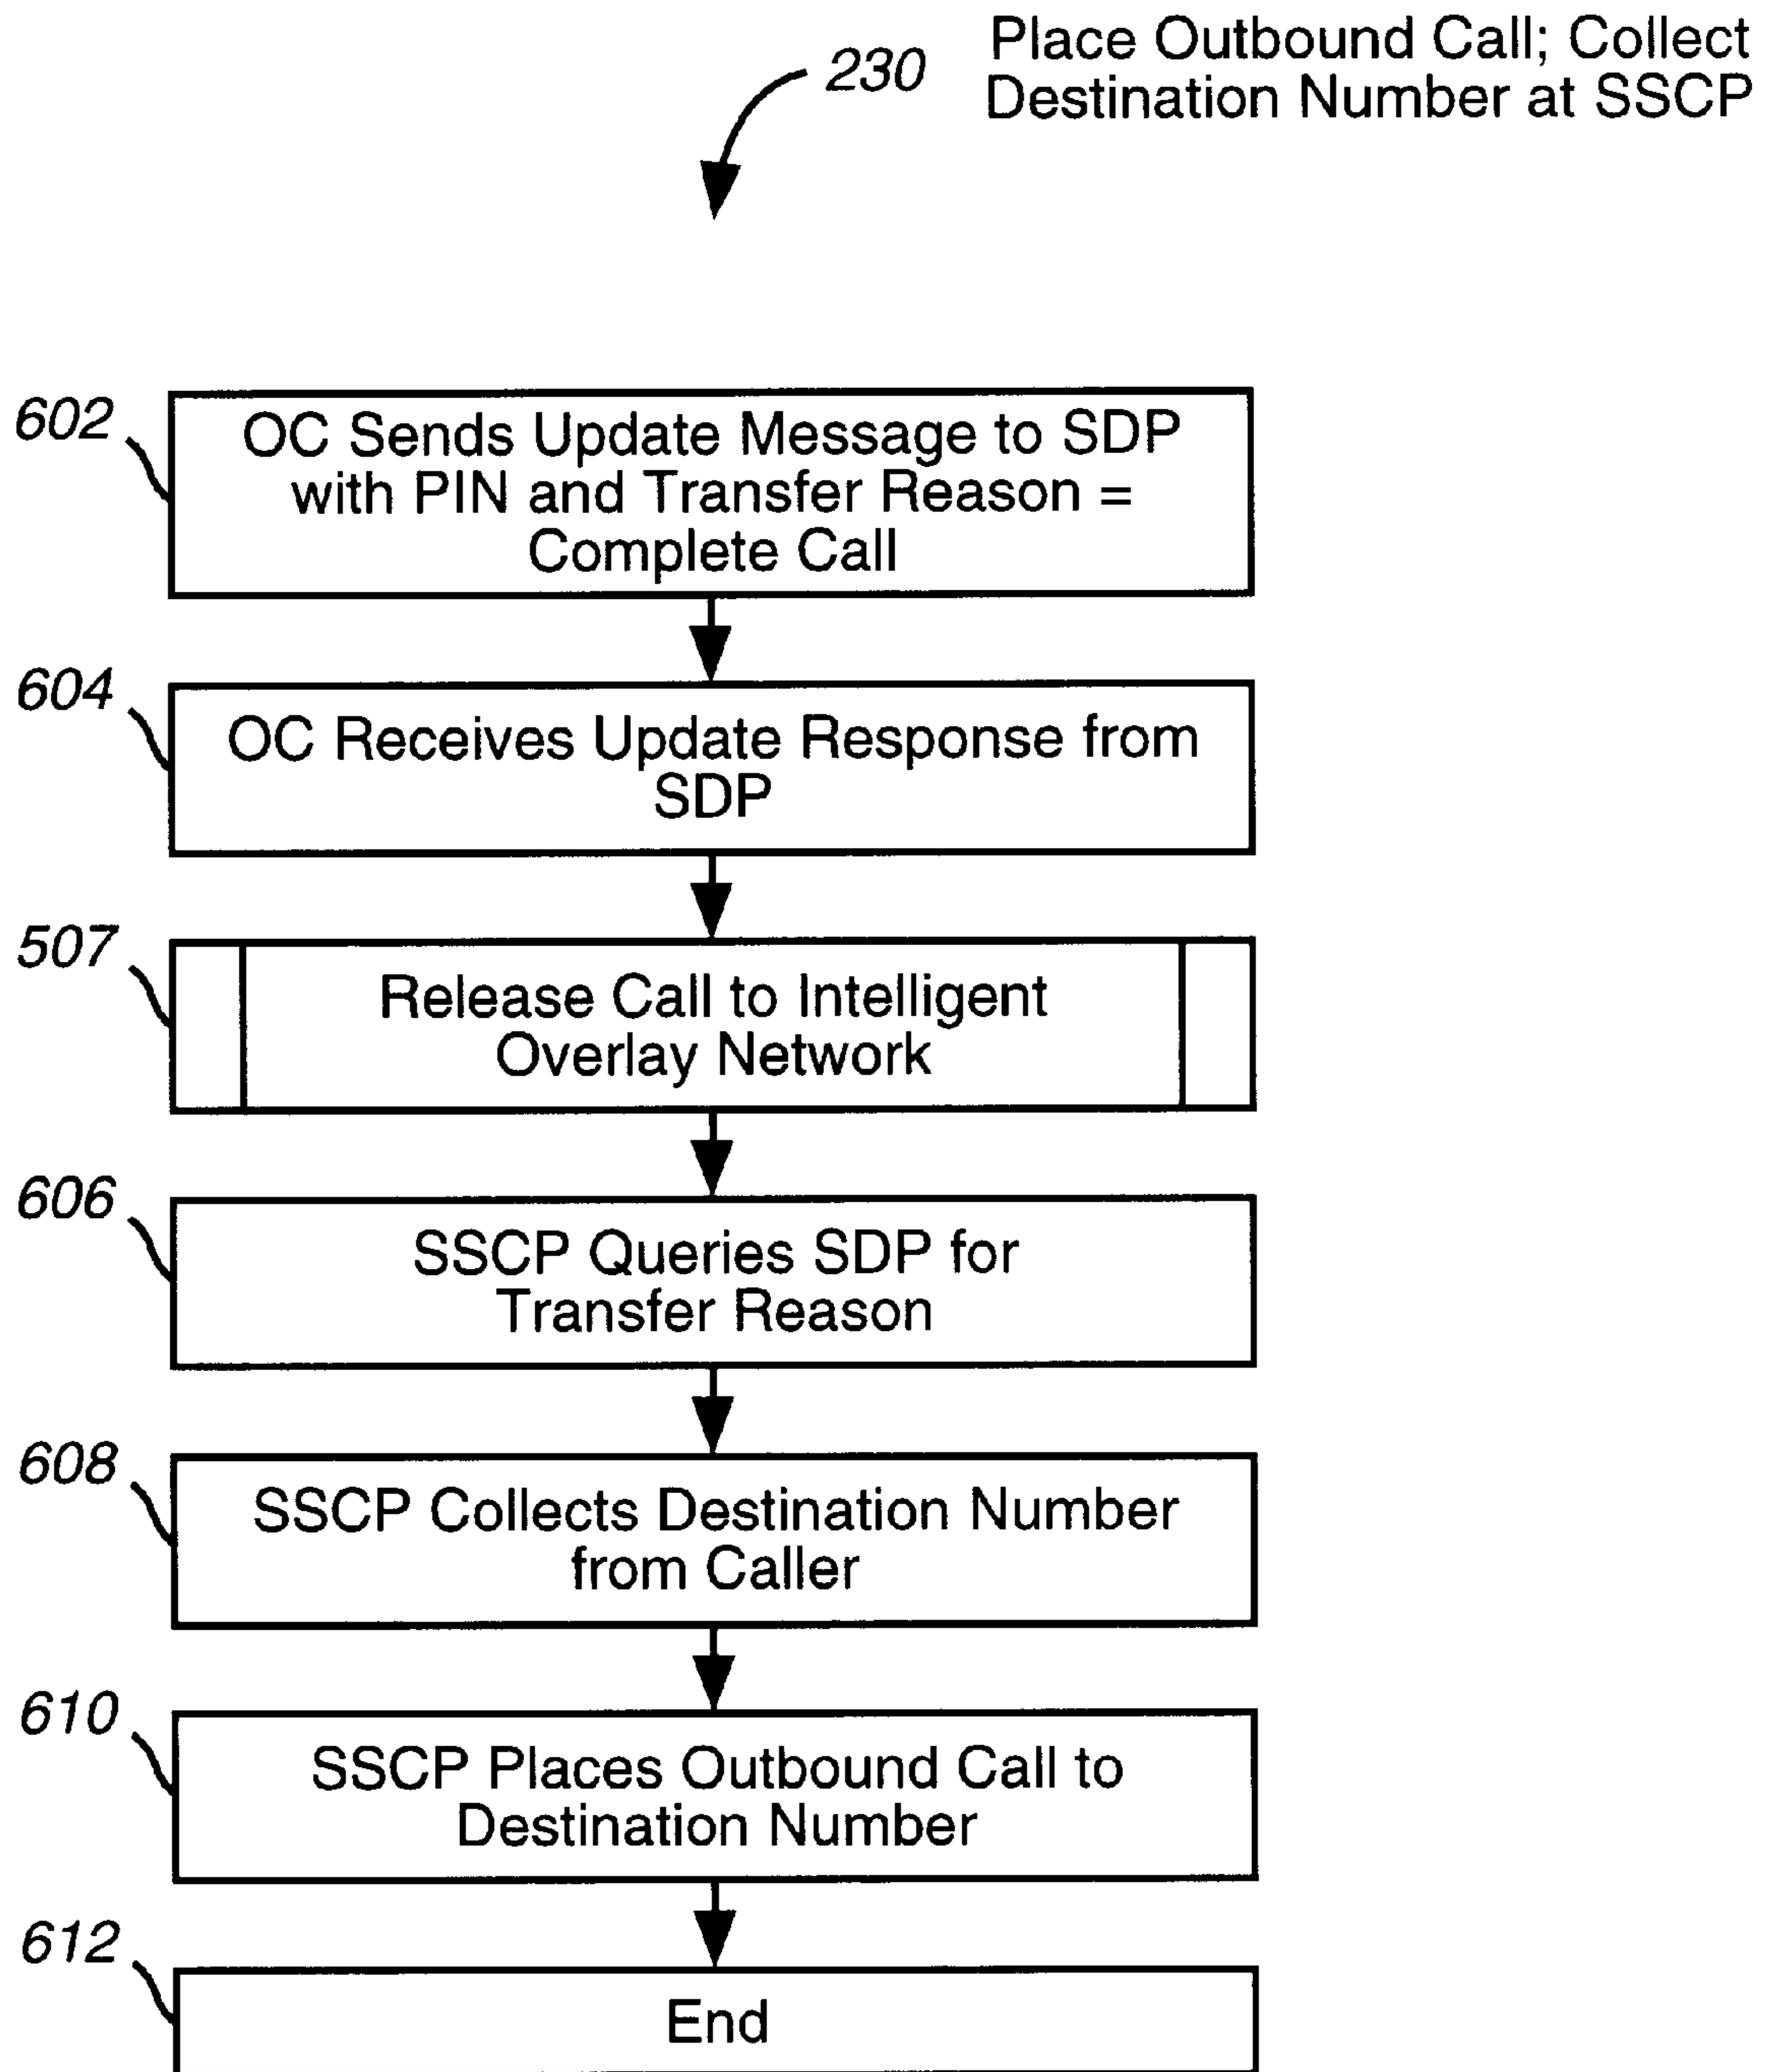 230
Place Outbound Call; Collect
Destination Number at SSCP
602
OC Sends Update Message to SDP
with PIN and Transfer Reason =
Complete Call
604
OC Receives Update Response from
SDP
507
Release Call to Intelligent
Overlay Network
606
SSCP Queries SDP for
Transfer Reason
608
SSCP Collects Destination Number
from Caller
610
SSCP Places Outbound Call to
Destination Number
612
End